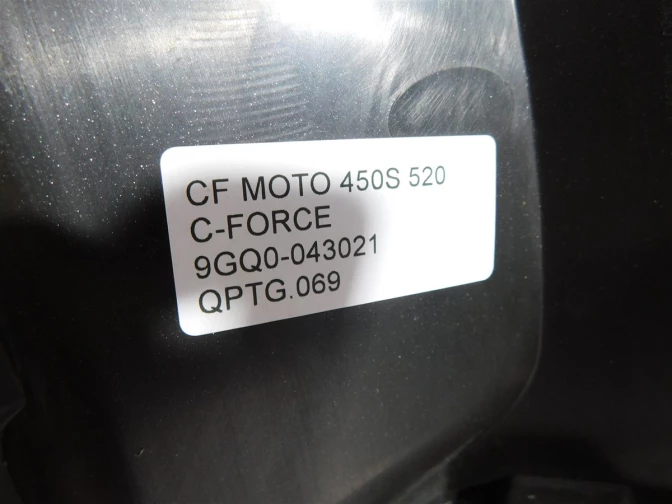 CF MOTO 450S 520
C-FORCE
9GQ0-043021
QPTG.069